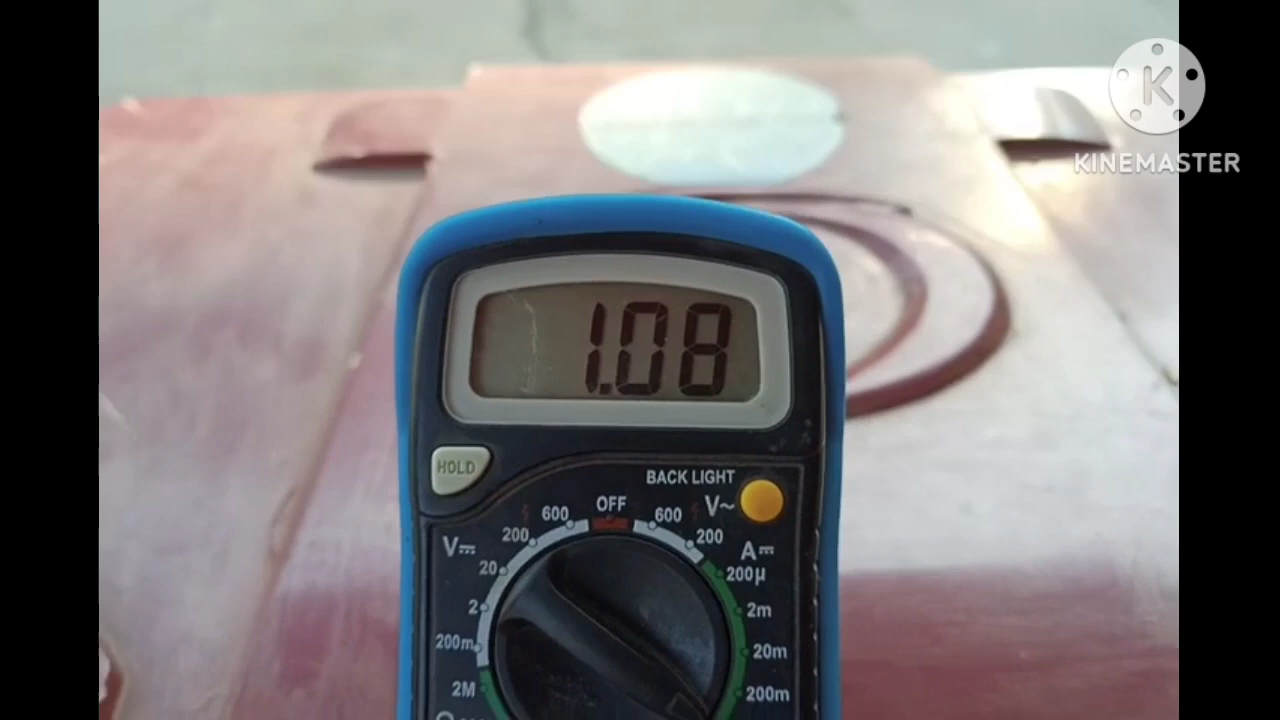 K
KINEMASTER
1.08
HOLD
BACK LIGHT
OFF
600
600
V~
200
200
V⎓
A⎓
20
200µ
2
2m
200m
20m
2M
200m